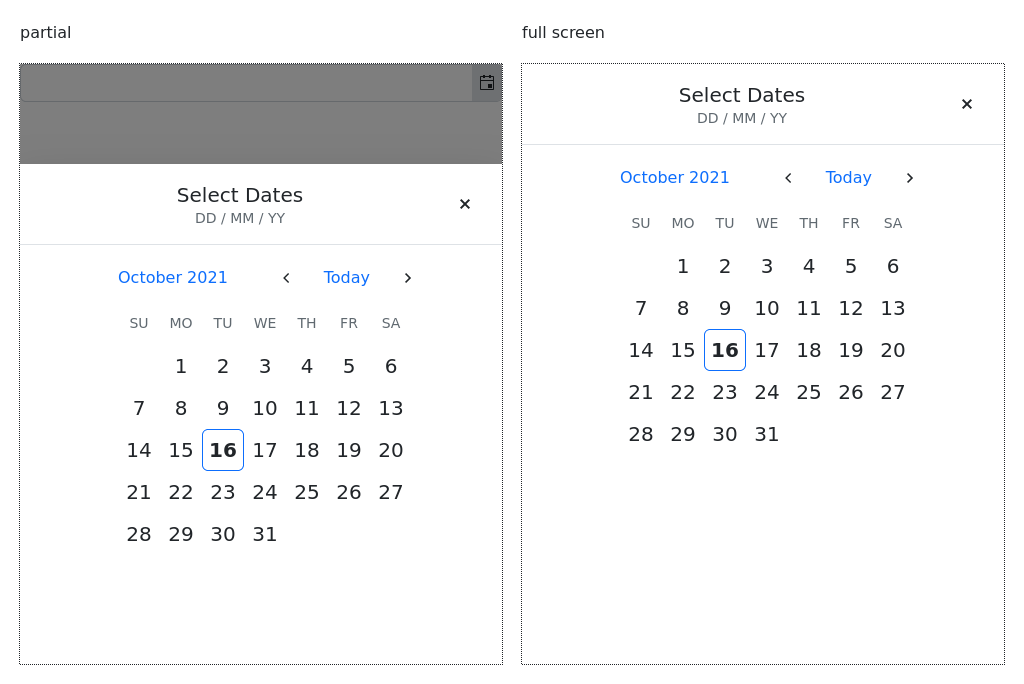 partial
Select Dates
DD / MM / YY
October 2021 Today
SU MO TU WE TH FR SA
1 2 3 4 5 6
7 8 9 10 11 12 13
14 15 16 17 18 19 20
21 22 23 24 25 26 27
28 29 30 31
full screen
Select Dates
DD / MM / YY
October 2021 Today
SU MO TU WE TH FR SA
1 2 3 4 5 6
7 8 9 10 11 12 13
14 15 16 17 18 19 20
21 22 23 24 25 26 27
28 29 30 31